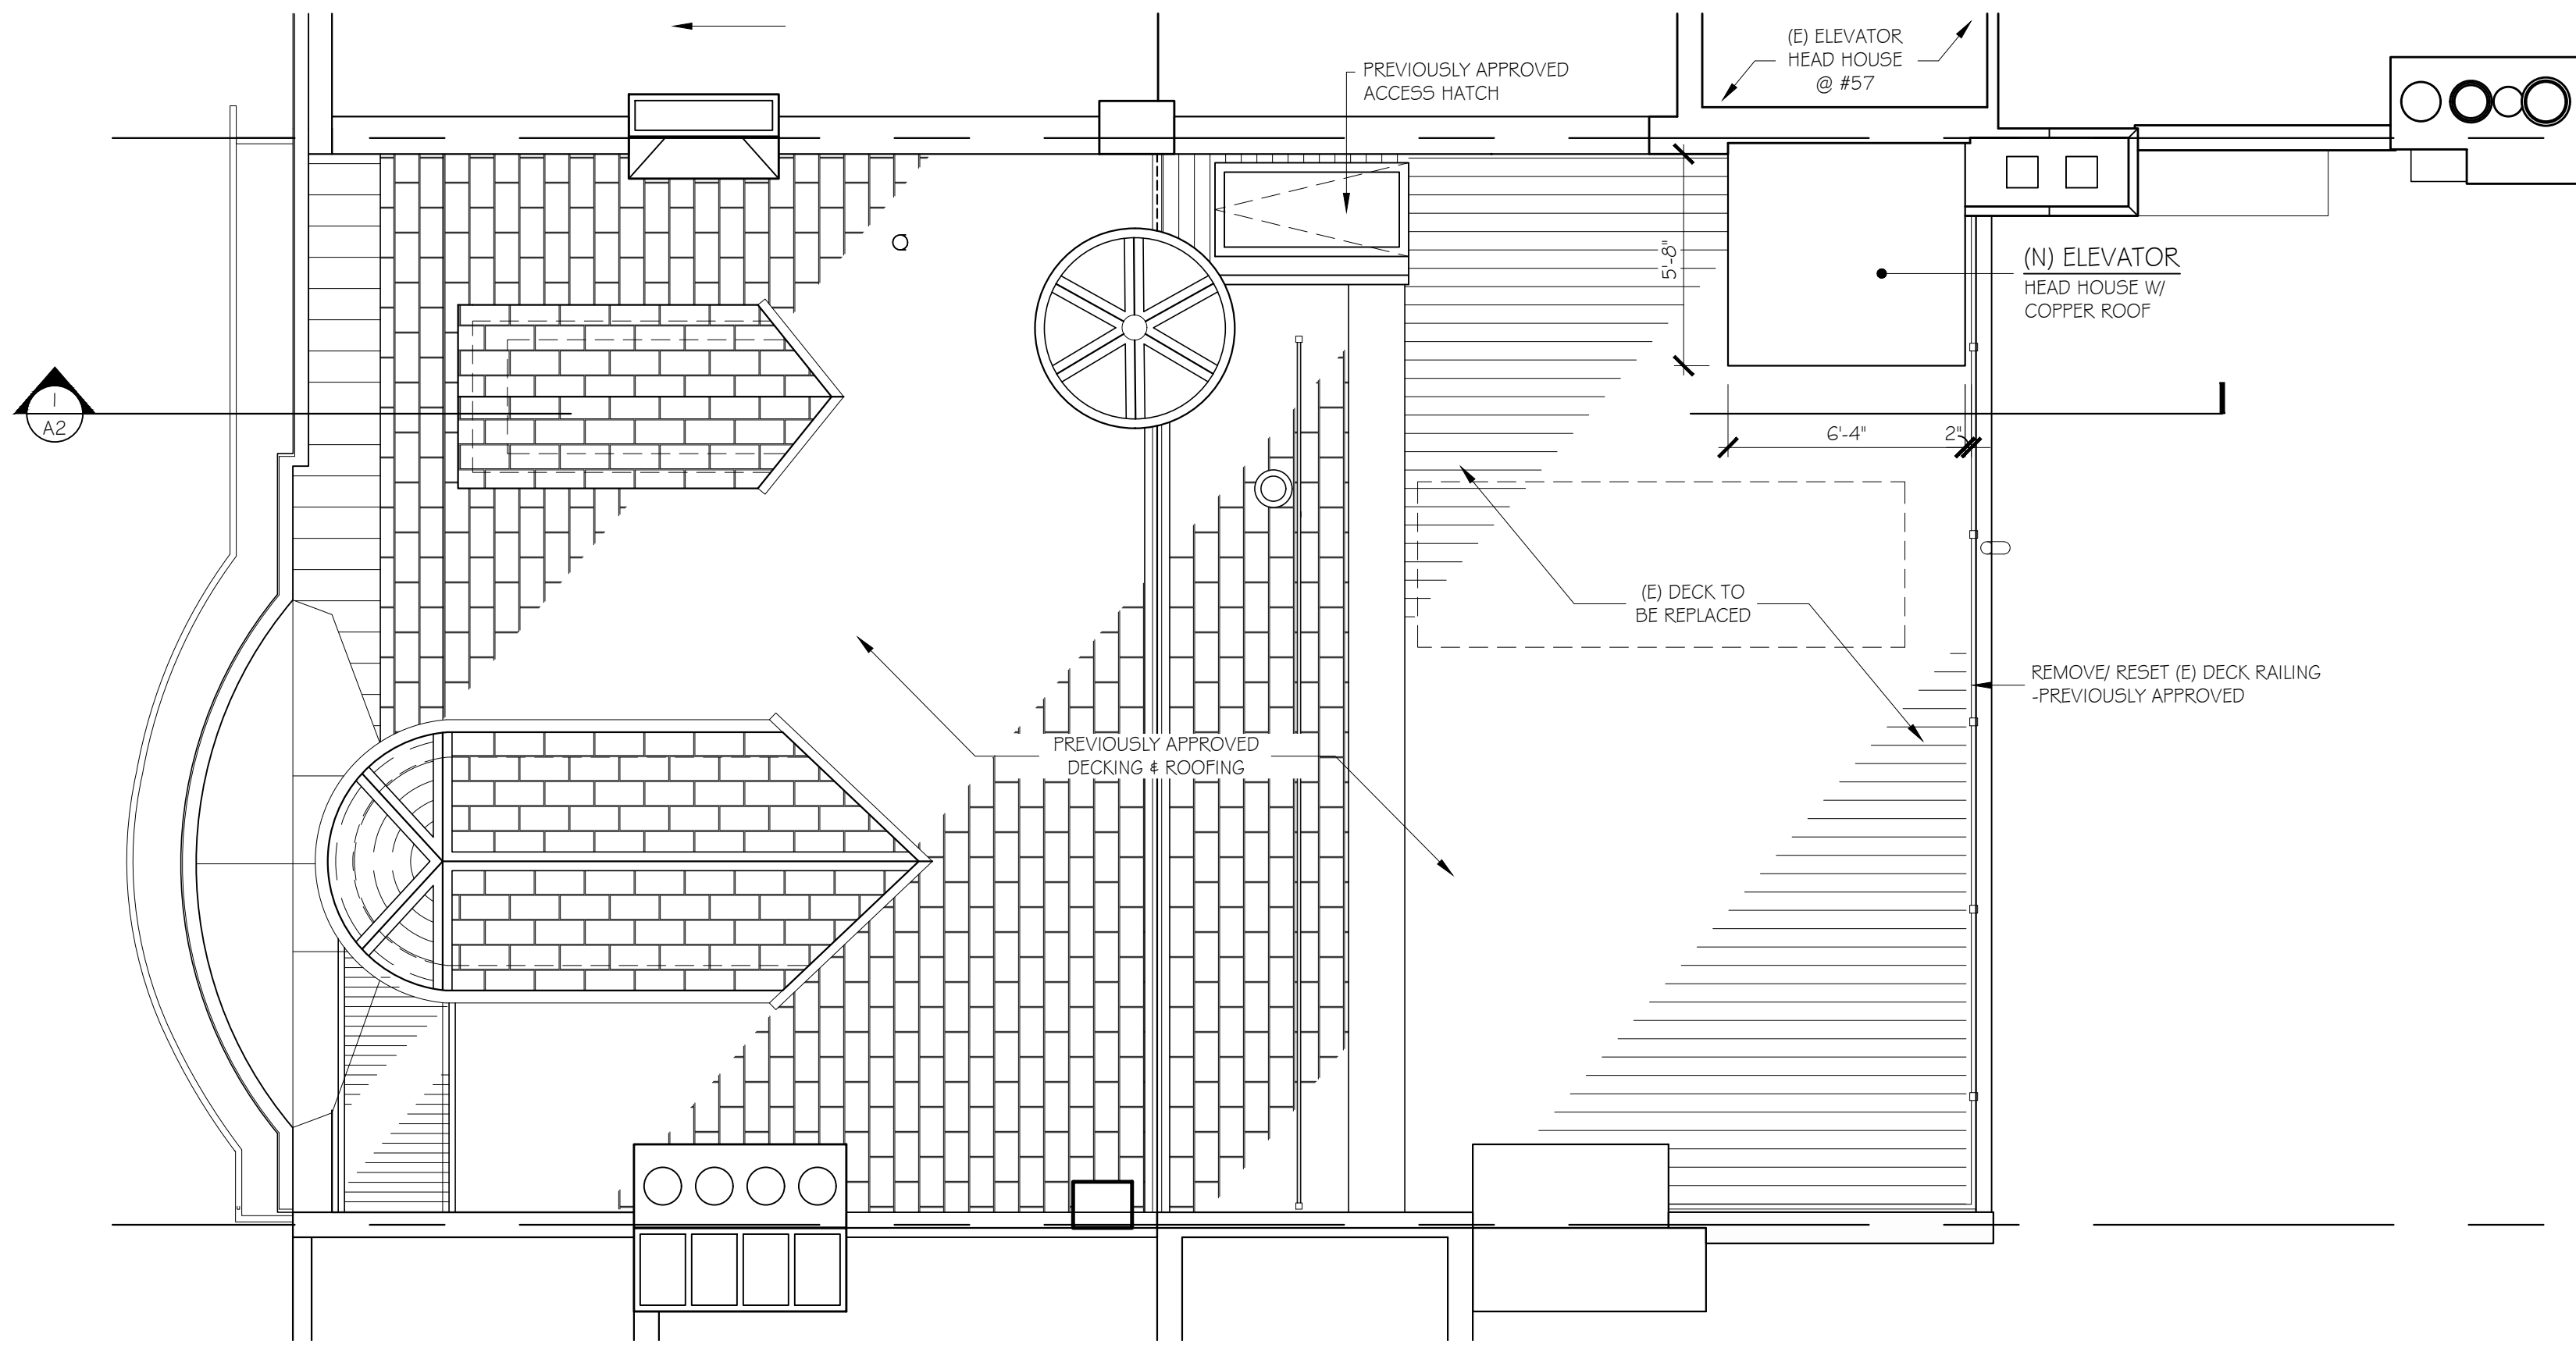 (E) ELEVATOR
HEAD HOUSE
@ #57
PREVIOUSLY APPROVED
ACCESS HATCH
5'-8"
(N) ELEVATOR
HEAD HOUSE W/
COPPER ROOF
1
A2
6'-4"
2"
(E) DECK TO
BE REPLACED
REMOVE/ RESET (E) DECK RAILING
-PREVIOUSLY APPROVED
PREVIOUSLY APPROVED
DECKING & ROOFING